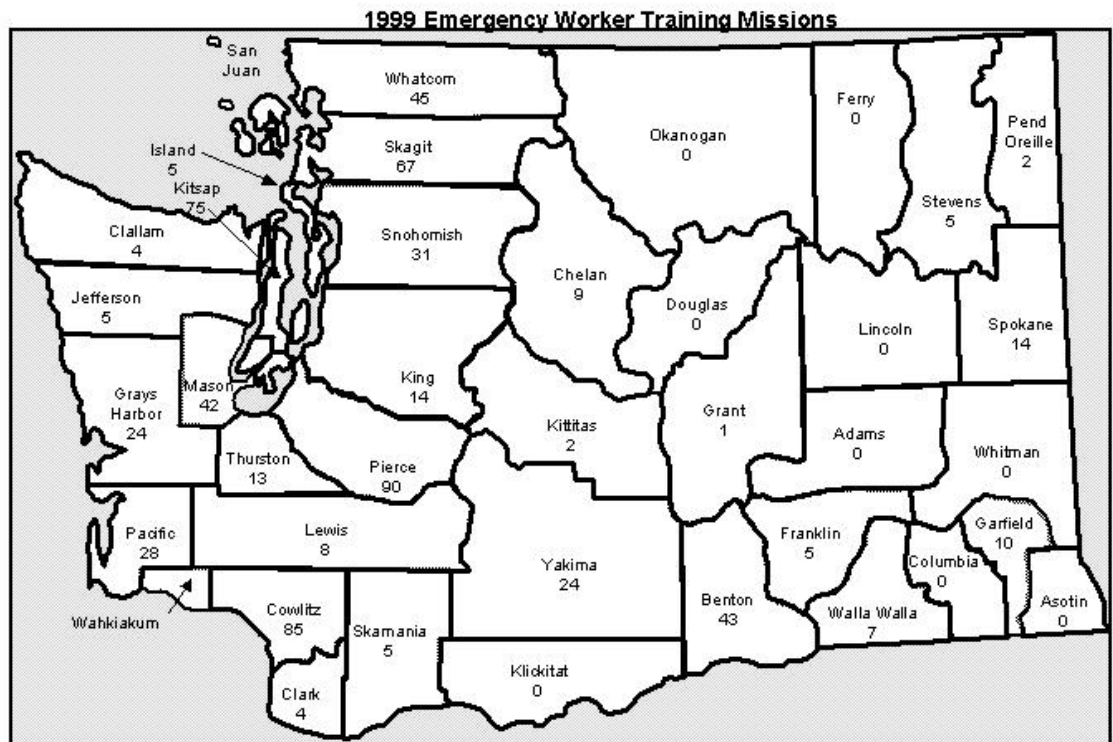 1999 Emergency Worker Training Missions
San
Juan
Whatcom
45
Ferry
0
Okanogan
0
Pend
Oreille
2
Skagit
67
Island
5
Kitsap
75
Stevens
5
Clallam
4
Snohomish
31
Chelan
9
Jefferson
5
Douglas
0
Lincoln
0
Spokane
14
King
14
Mason
42
Grays
Harbor
24
Grant
1
Kittitas
2
Adams
0
Whitman
0
Thurston
13
Pierce
90
Pacific
28
Lewis
8
Yakima
24
Franklin
5
Garfield
10
Columbia
0
Benton
43
Walla Walla
7
Asotin
0
Wahkiakum
Cowlitz
85
Skamania
5
Klickitat
0
Clark
4